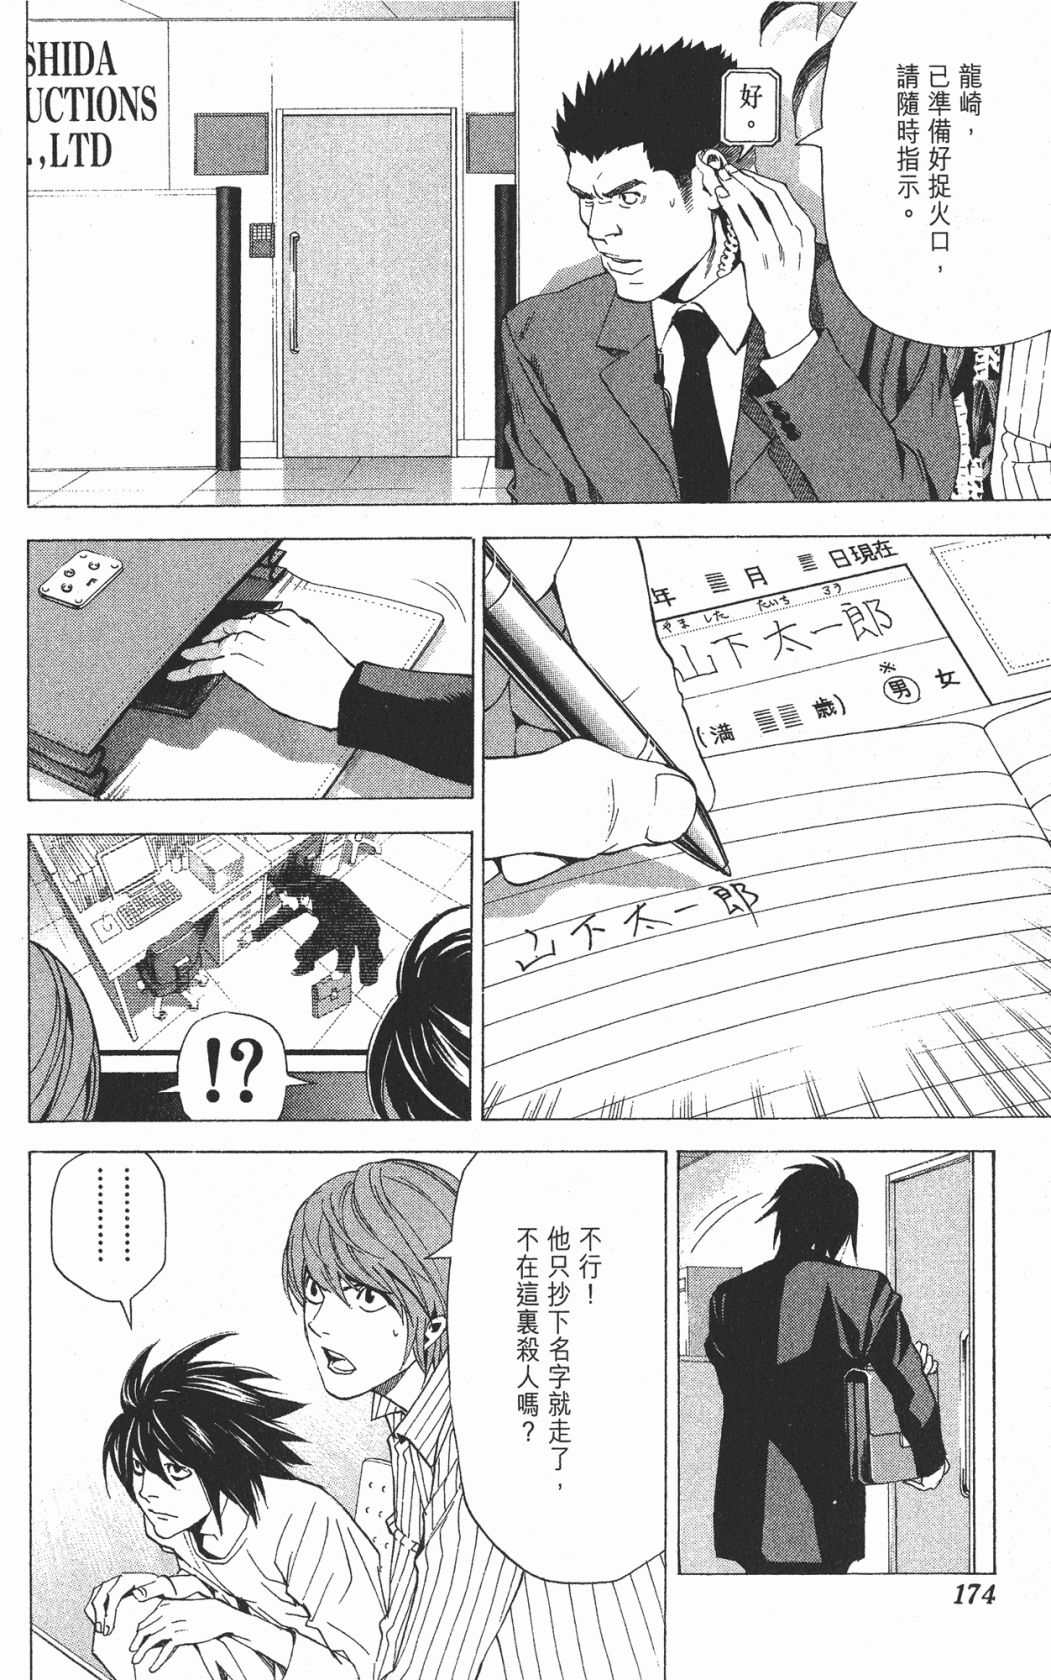 龍崎，
已準備好捉火口，
請隨時指示。
好。
SHIDA
UCTIONS
.,LTD
年 月 日現在
やました たいちろう
山下太一郎
※
(満 歳) 男 女
山下太一郎
!?
不行！
他只抄下名字就走了，
不在這裏殺人嗎？
…………
…………
174